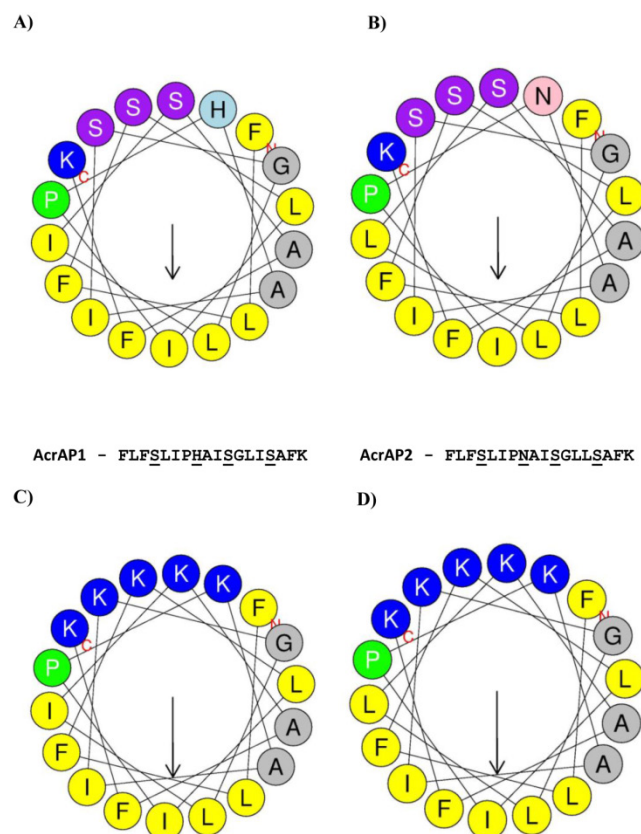 A)
B)
S S S H F N G L A A L L I F I F I P K C
S S S N F N G L A A L L I F I F L P K C
AcrAP1 – FLFSLIPHAISGLISAFK
AcrAP2 – FLFSLIPNAISGLLSAFK
C)
D)
K K K K F N G L A A L L I F I F I P K C
K K K K F N G L A A L L I F I F L P K C